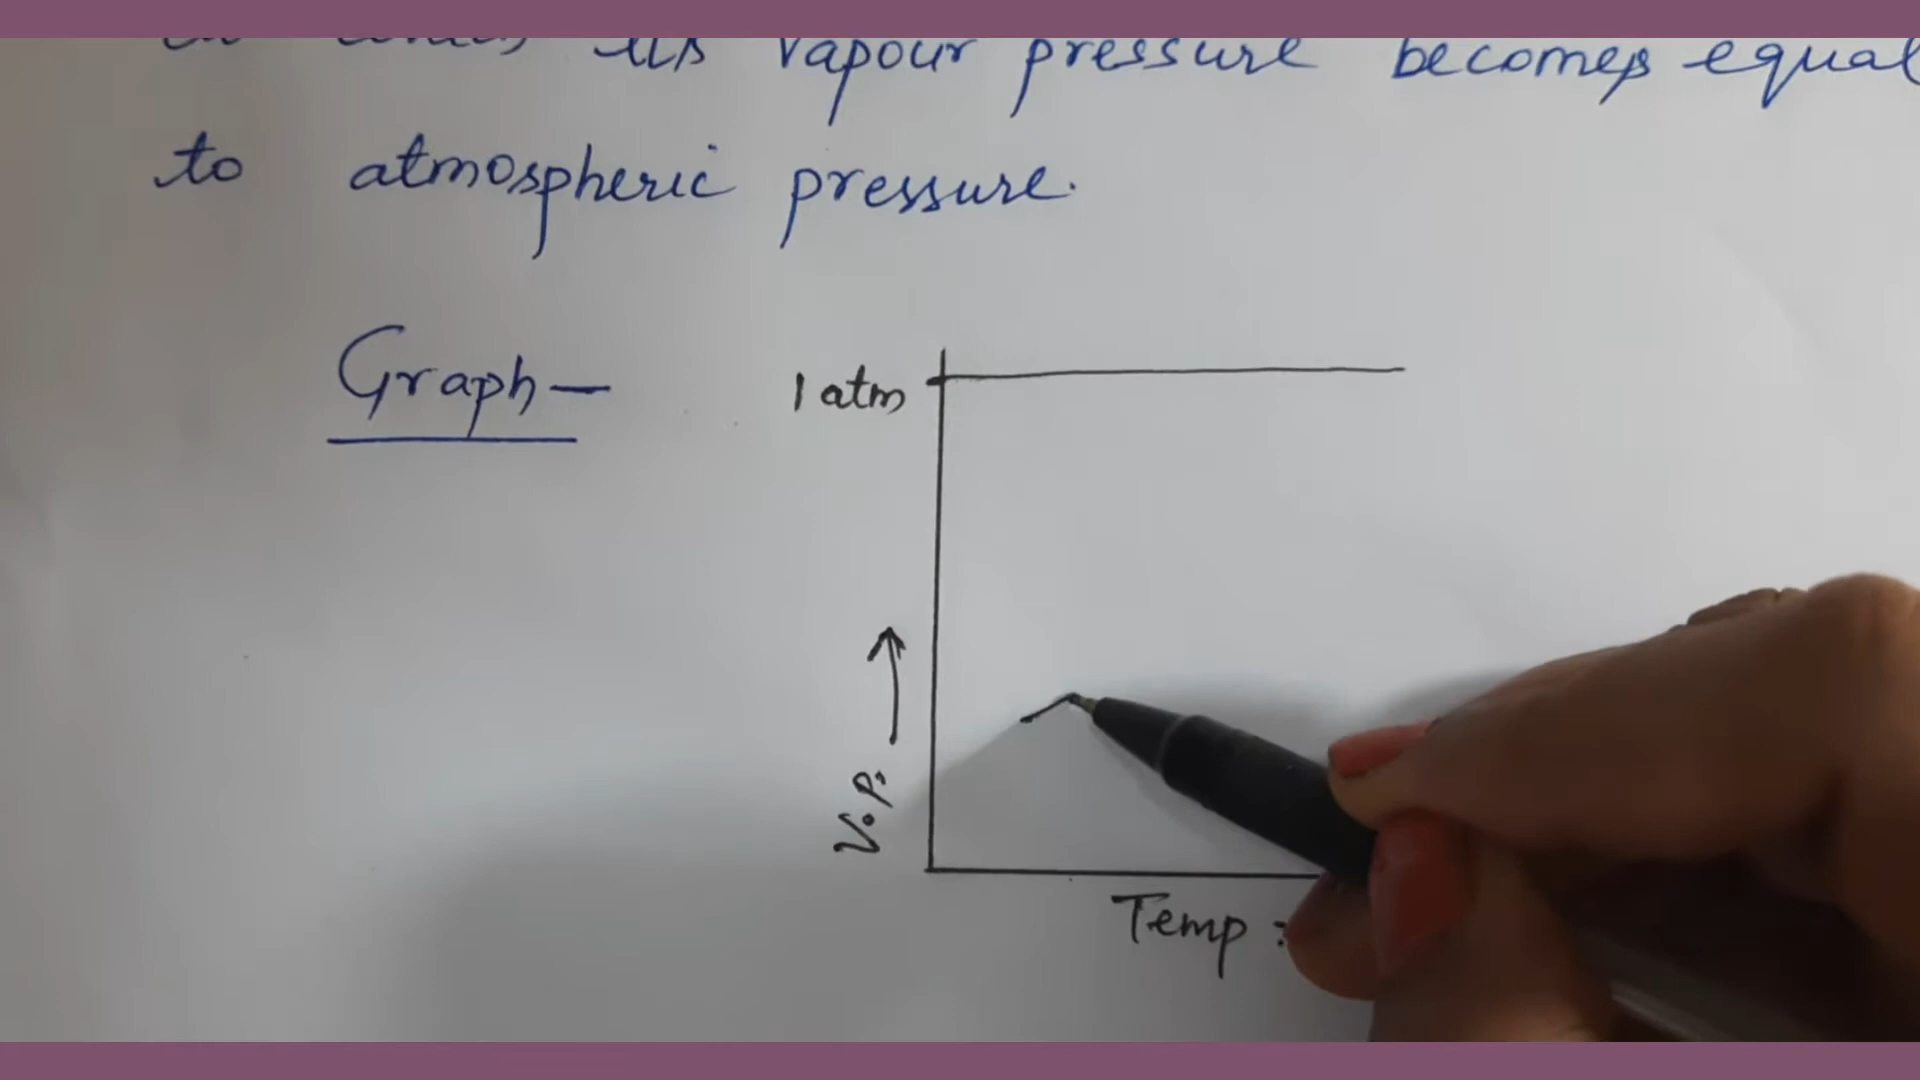 its vapour pressure becomes equal
to atmospheric pressure.
Graph—
1 atm
V.P.
Temp